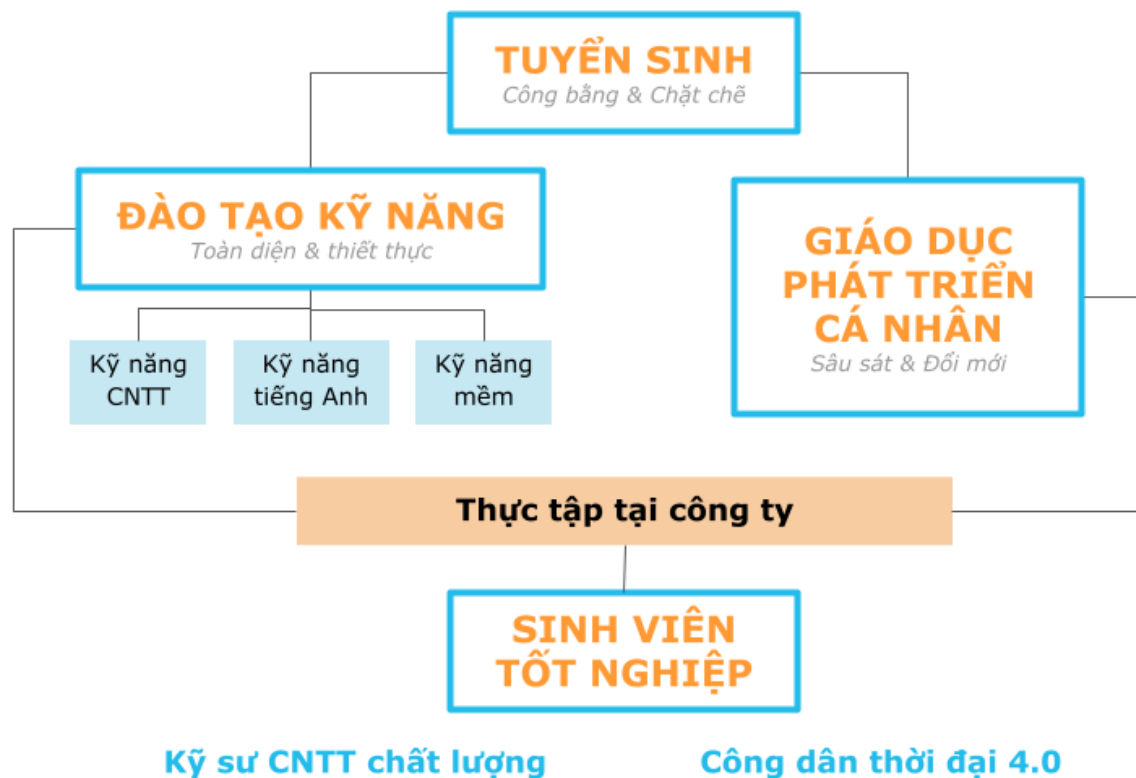 TUYỂN SINH
Công bằng & Chặt chẽ
ĐÀO TẠO KỸ NĂNG
Toàn diện & thiết thực
GIÁO DỤC
PHÁT TRIỂN
CÁ NHÂN
Sâu sát & Đổi mới
Kỹ năng
CNTT
Kỹ năng
tiếng Anh
Kỹ năng
mềm
Thực tập tại công ty
SINH VIÊN
TỐT NGHIỆP
Kỹ sư CNTT chất lượng
Công dân thời đại 4.0